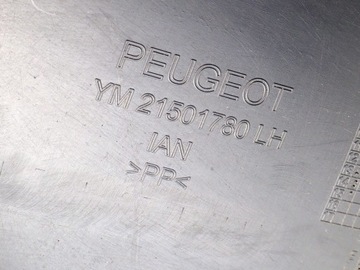 PEUGEOT
YM 21501780 LH
IAN
>PP<